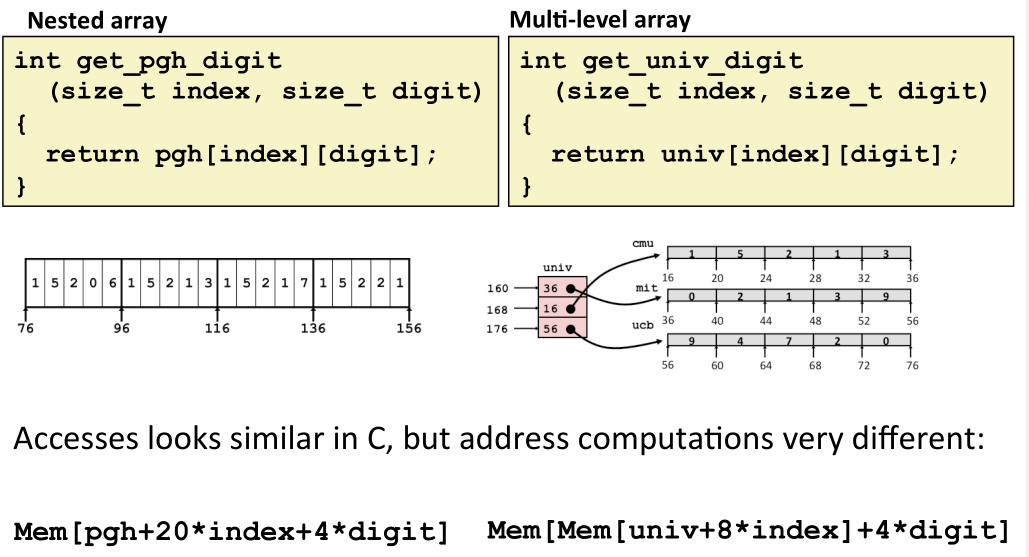 Nested array
int get_pgh_digit
(size_t index, size_t digit)
{
return pgh[index][digit];
}
Multi-level array
int get_univ_digit
(size_t index, size_t digit)
{
return univ[index][digit];
}
1 5 2 0 6 1 5 2 1 3 1 5 2 1 7 1 5 2 2 1
76 96 116 136 156
univ
160 36
168 16
176 56
cmu
1 5 2 1 3
16 20 24 28 32 36
mit
0 2 1 3 9
36 40 44 48 52 56
ucb
9 4 7 2 0
56 60 64 68 72 76
Accesses looks similar in C, but address computations very different:
Mem[pgh+20*index+4*digit] Mem[Mem[univ+8*index]+4*digit]